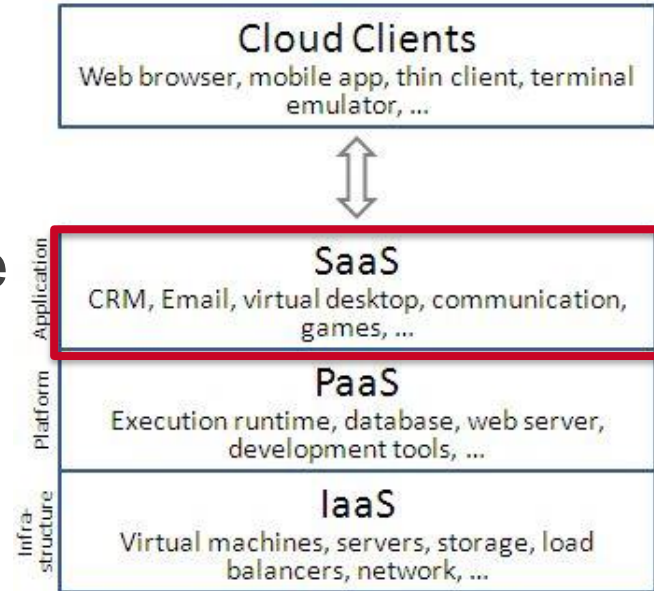 Cloud Clients
Web browser, mobile app, thin client, terminal
emulator, ...
e
Application
SaaS
CRM, Email, virtual desktop, communication,
games, ...
Platform
PaaS
Execution runtime, database, web server,
development tools, ...
Infra-
structure
IaaS
Virtual machines, servers, storage, load
balancers, network, ...